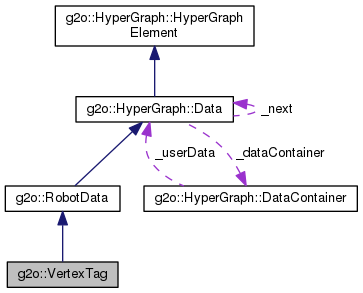 g2o::HyperGraph::HyperGraph
Element
g2o::HyperGraph::Data
_next
_userData
_dataContainer
g2o::RobotData
g2o::HyperGraph::DataContainer
g2o::VertexTag